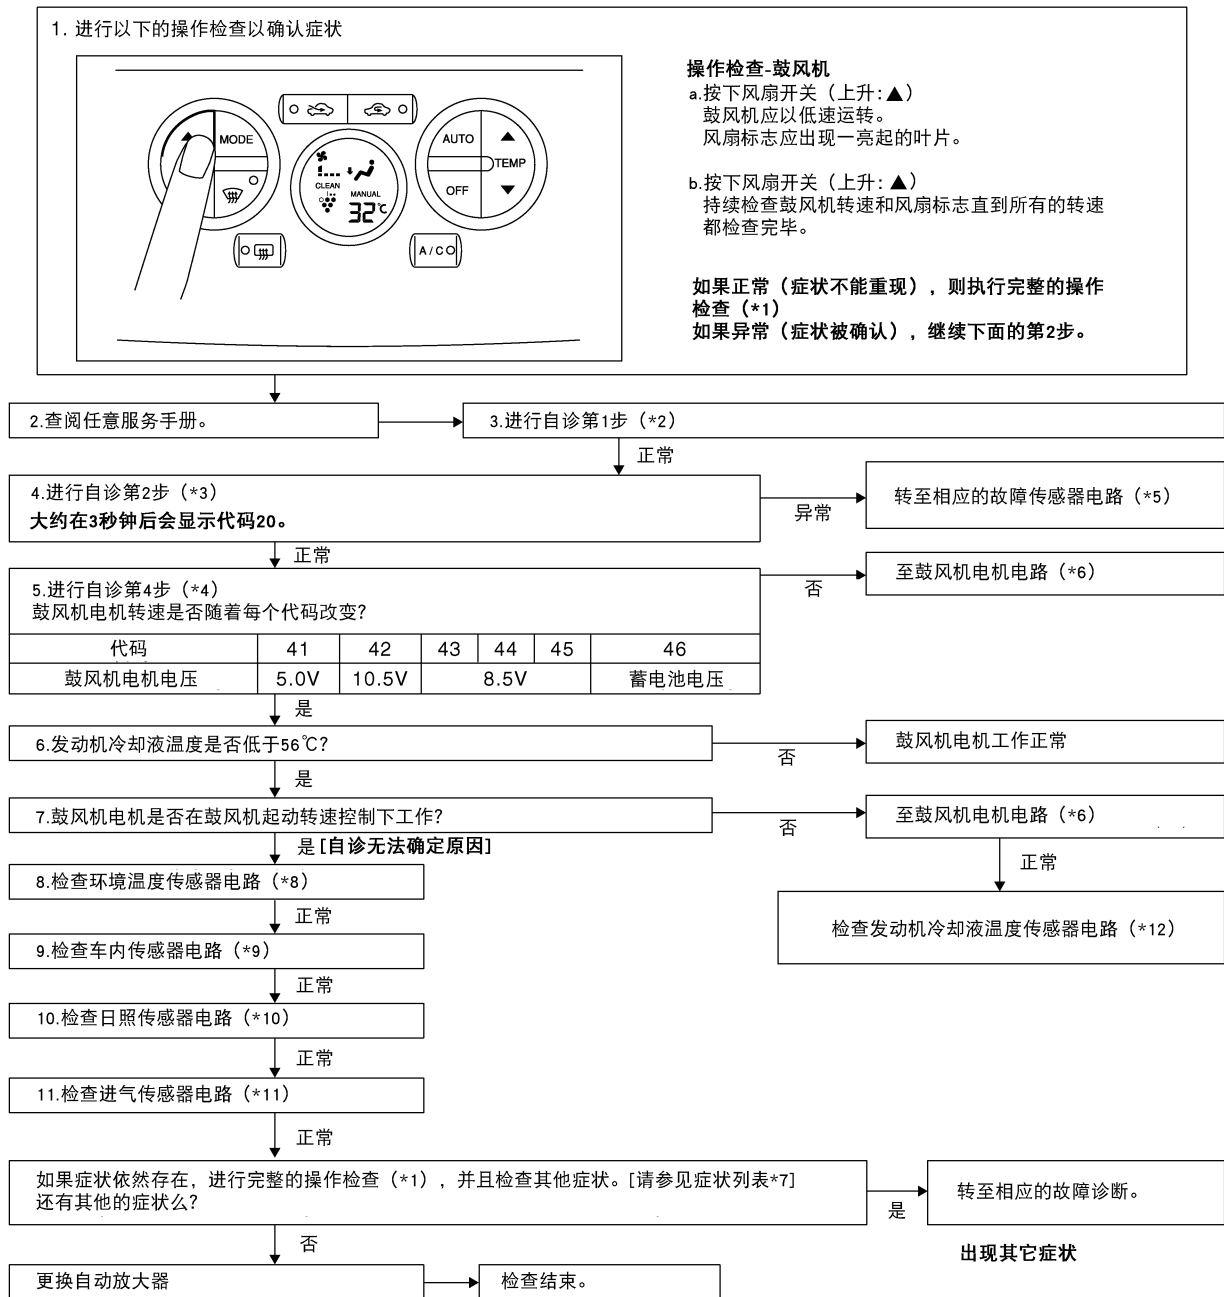 1. 进行以下的操作检查以确认症状
MODE
CLEAN
MANUAL
32℃
AUTO
OFF
TEMP
A/C
操作检查-鼓风机
a.按下风扇开关（上升:▲）
鼓风机应以低速运转。
风扇标志应出现一亮起的叶片。
b.按下风扇开关（上升:▲）
持续检查鼓风机转速和风扇标志直到所有的转速
都检查完毕。
如果正常（症状不能重现），则执行完整的操作
检查（*1）
如果异常（症状被确认），继续下面的第2步。
2.查阅任意服务手册。
3.进行自诊第1步（*2）
正常
4.进行自诊第2步（*3）
大约在3秒钟后会显示代码20。
异常
转至相应的故障传感器电路（*5）
正常
5.进行自诊第4步（*4）
鼓风机电机转速是否随着每个代码改变?
否
至鼓风机电机电路（*6）
代码 41 42 43 44 45 46
鼓风机电机电压 5.0V 10.5V 8.5V 蓄电池电压
是
6.发动机冷却液温度是否低于56℃?
否
鼓风机电机工作正常
是
7.鼓风机电机是否在鼓风机起动转速控制下工作?
否
至鼓风机电机电路（*6）
是[自诊无法确定原因]
正常
8.检查环境温度传感器电路（*8）
检查发动机冷却液温度传感器电路（*12）
正常
9.检查车内传感器电路（*9）
正常
10.检查日照传感器电路（*10）
正常
11.检查进气传感器电路（*11）
正常
如果症状依然存在，进行完整的操作检查（*1），并且检查其他症状。[请参见症状列表*7]
还有其他的症状么?
是
转至相应的故障诊断。
出现其它症状
否
更换自动放大器
检查结束。